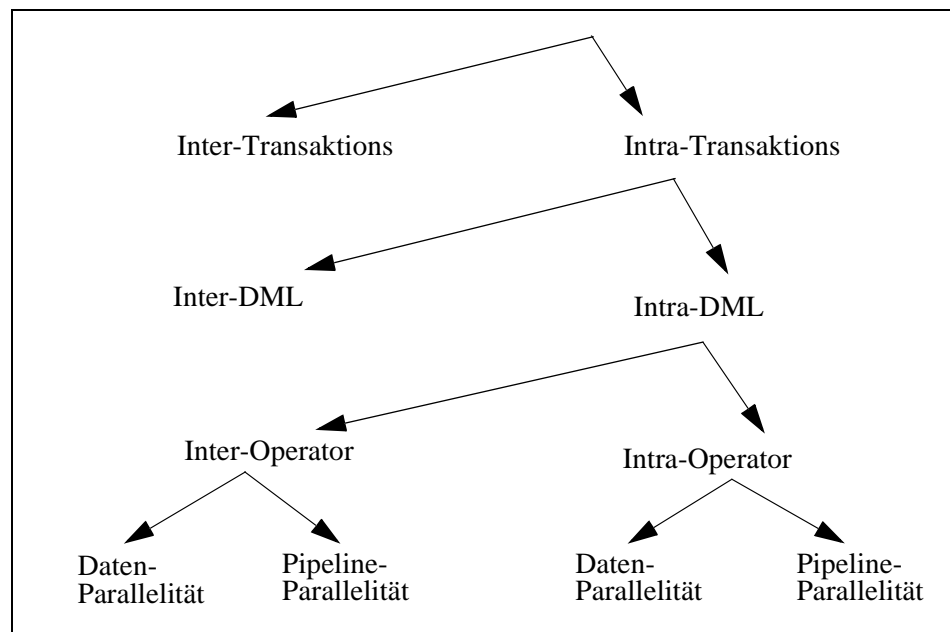 Inter-Transaktions
Intra-Transaktions
Inter-DML
Intra-DML
Inter-Operator
Intra-Operator
Daten-
Parallelität
Pipeline-
Parallelität
Daten-
Parallelität
Pipeline-
Parallelität